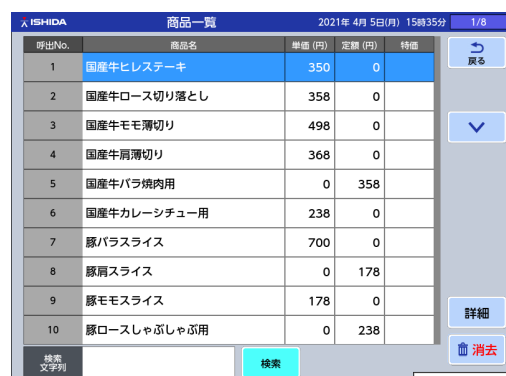 ISHIDA 商品一覧 2021年 4月 5日(月) 15時35分 1/8
呼出No. 商品名 単価 (円) 定額 (円) 特価
戻る
1 国産牛ヒレステーキ 350 0
2 国産牛ロース切り落とし 358 0
3 国産牛モモ薄切り 498 0
4 国産牛肩薄切り 368 0
5 国産牛バラ焼肉用 0 358
6 国産牛カレーシチュー用 238 0
7 豚バラスライス 700 0
8 豚肩スライス 0 178
9 豚モモスライス 178 0
詳細
10 豚ロースしゃぶしゃぶ用 0 238
消去
検索
文字列
検索